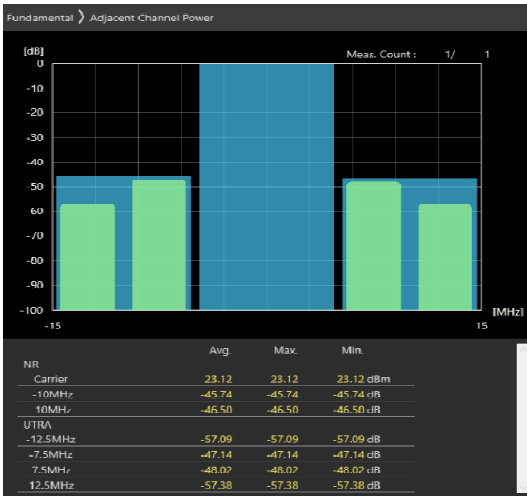 Fundamental ❯ Adjacent Channel Power
[dB]
Meas. Count : 1/ 1
0
-10
-20
-30
-40
-50
-60
-70
-80
-90
-100
[MHz]
-15 15
Avg. Max. Min.
NR
Carrier 23.12 23.12 23.12 dBm
-10MHz -45.74 -45.74 -45.74 dB
10MHz -46.50 -46.50 -46.50 dB
UTRA
-12.5MHz -57.09 -57.09 -57.09 dB
-7.5MHz -47.14 -47.14 -47.14 dB
7.5MHz -48.02 -48.02 -48.02 dB
12.5MHz -57.38 -57.38 -57.38 dB